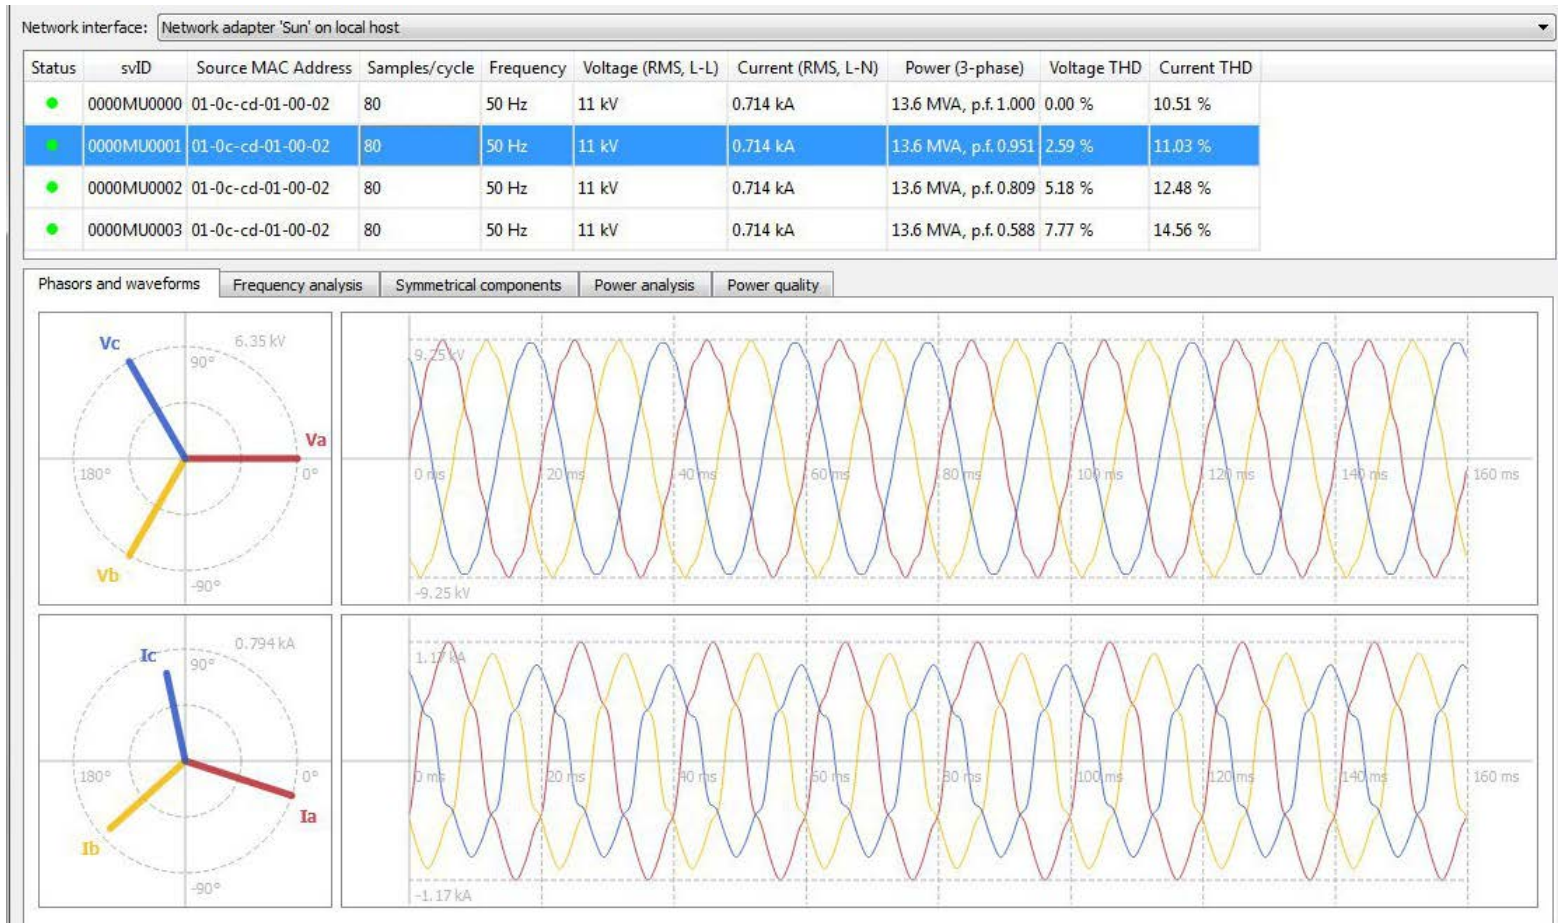 Network interface: Network adapter 'Sun' on local host
Status svID Source MAC Address Samples/cycle Frequency Voltage (RMS, L-L) Current (RMS, L-N) Power (3-phase) Voltage THD Current THD
0000MU0000 01-0c-cd-01-00-02 80 50 Hz 11 kV 0.714 kA 13.6 MVA, p.f. 1.000 0.00 % 10.51 %
0000MU0001 01-0c-cd-01-00-02 80 50 Hz 11 kV 0.714 kA 13.6 MVA, p.f. 0.951 2.59 % 11.03 %
0000MU0002 01-0c-cd-01-00-02 80 50 Hz 11 kV 0.714 kA 13.6 MVA, p.f. 0.809 5.18 % 12.48 %
0000MU0003 01-0c-cd-01-00-02 80 50 Hz 11 kV 0.714 kA 13.6 MVA, p.f. 0.588 7.77 % 14.56 %
Phasors and waveforms Frequency analysis Symmetrical components Power analysis Power quality
Vc 90° 6.35 kV
Va
180° 0°
Vb
-90°
9.25 kV
0 ms 20 ms 40 ms 60 ms 80 ms 100 ms 120 ms 140 ms 160 ms
-9.25 kV
Ic 90° 0.794 kA
180° 0°
Ia
Ib
-90°
1.17 kA
0 ms 20 ms 40 ms 60 ms 80 ms 100 ms 120 ms 140 ms 160 ms
-1.17 kA